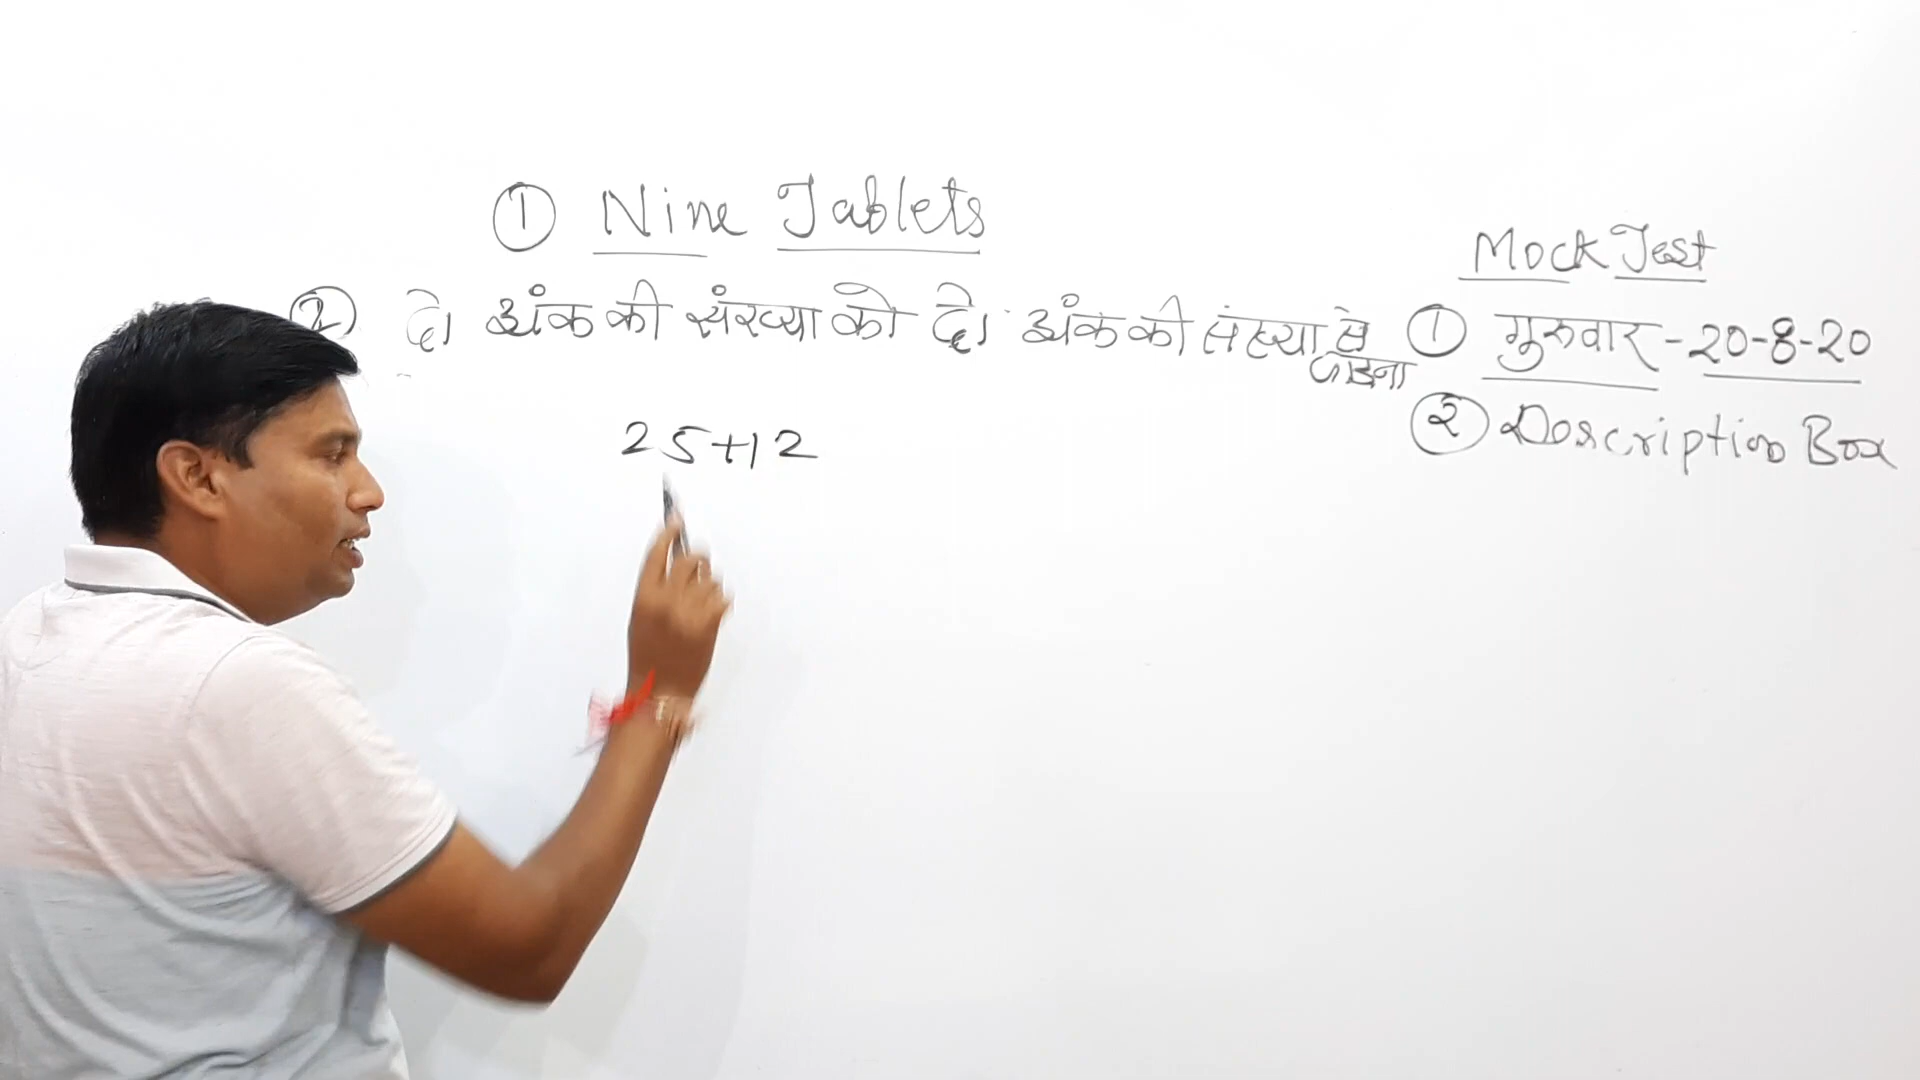 ① Nine Tablets
② दो अंक की संख्या को दो अंक की संख्या से
जोड़ना
25+12
Mock Test
① गुरुवार - 20-8-20
② Description Box